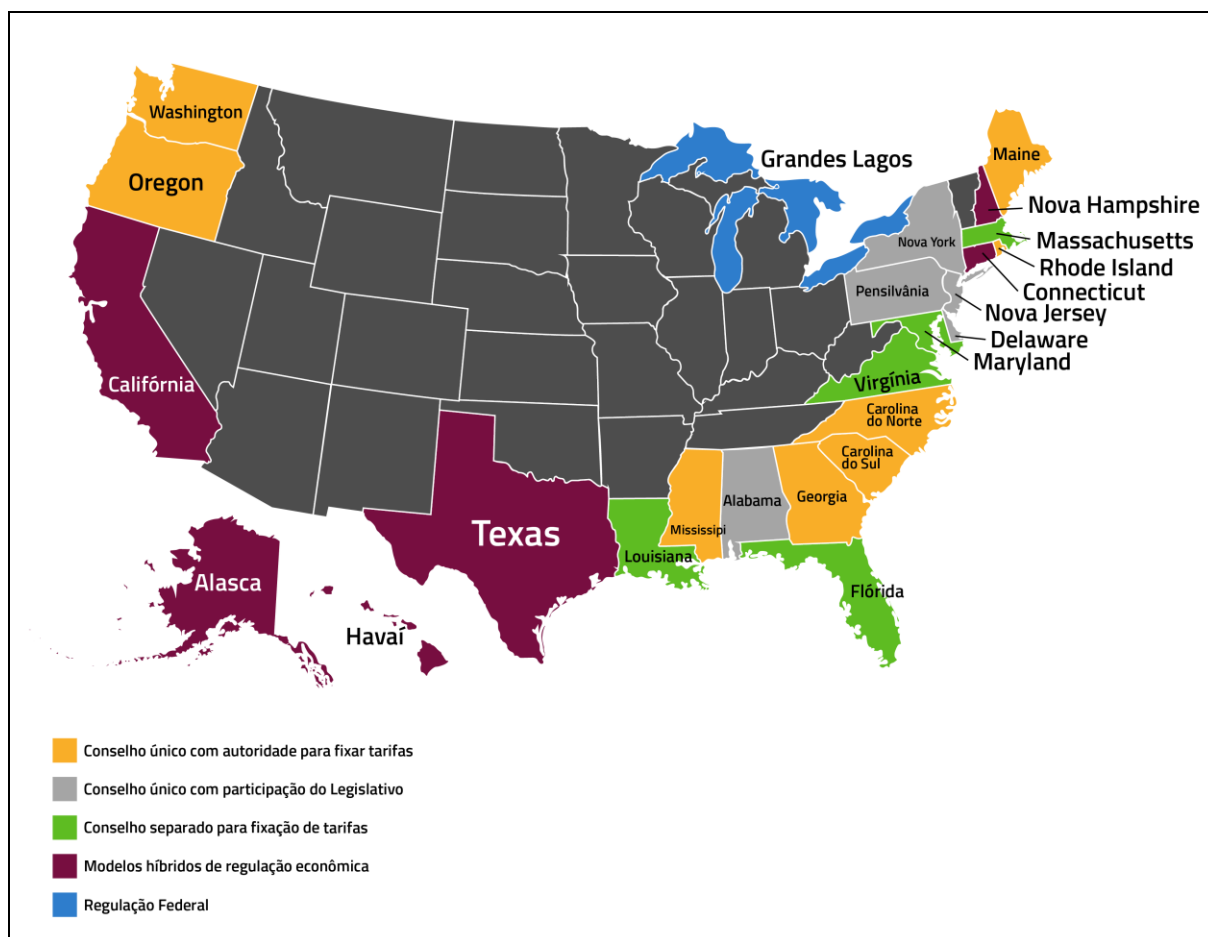 Washington
Oregon
Califórnia
Alasca
Havaí
Texas
Grandes Lagos
Maine
Nova Hampshire
Massachusetts
Rhode Island
Connecticut
Nova Jersey
Delaware
Maryland
Nova York
Pensilvânia
Virgínia
Carolina
do Norte
Carolina
do Sul
Georgia
Alabama
Mississipi
Louisiana
Flórida
Conselho único com autoridade para fixar tarifas
Conselho único com participação do Legislativo
Conselho separado para fixação de tarifas
Modelos híbridos de regulação econômica
Regulação Federal